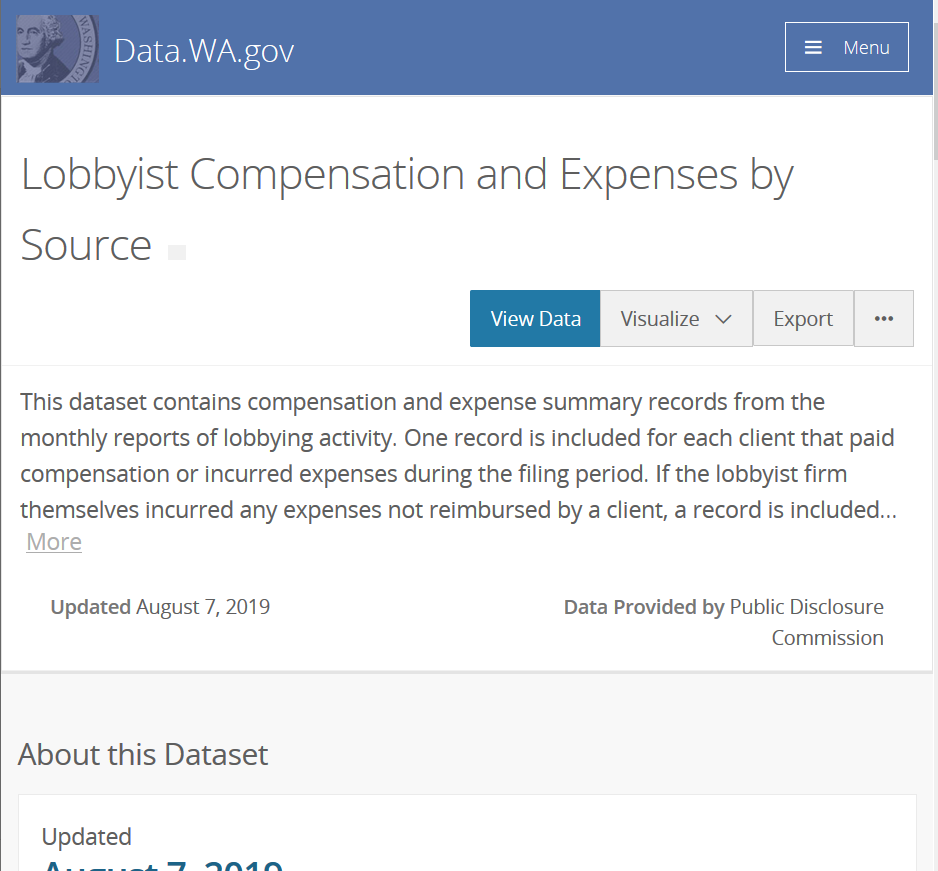 WASHINGTO
Data.WA.gov
Menu
Lobbyist Compensation and Expenses by
Source
View Data
Visualize
Export
This dataset contains compensation and expense summary records from the
monthly reports of lobbying activity. One record is included for each client that paid
compensation or incurred expenses during the filing period. If the lobbyist firm
themselves incurred any expenses not reimbursed by a client, a record is included...
More
Updated August 7, 2019
Data Provided by Public Disclosure
Commission
About this Dataset
Updated
August 7, 2019